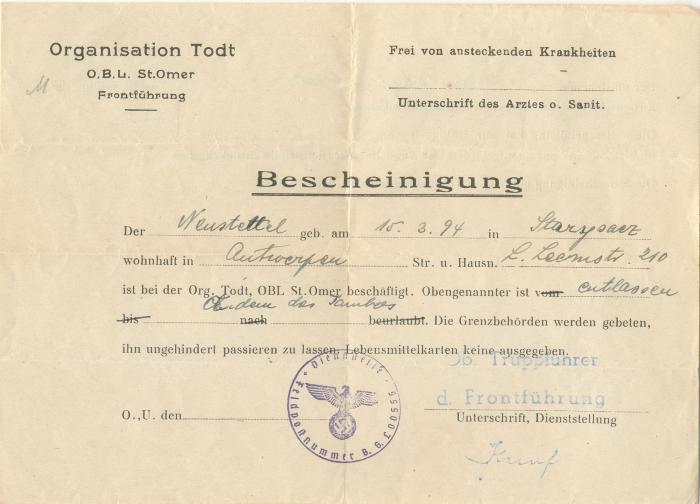 Organisation Todt
O.B.L. St.Omer
Frontführung
M
Frei von ansteckenden Krankheiten
Unterschrift des Arztes o. Sanit.
Bescheinigung
Der Neustettel geb. am 15. 3. 94 in
wohnhaft in Antwerpen Str. u. Hausn. L. Leemstr. 210
ist bei der Org. Todt, OBL St.Omer beschäftigt. Obengenannter ist vom entlassen
bis nach beurlaubt. Die Grenzbehörden werden gebeten,
ihn ungehindert passieren zu lassen. Lebensmittelkarten keine ausgegeben.
Ob. Truppführer
d. Frontführung
O.,U. den
Unterschrift, Dienststelle
Dienststelle Feldpostnummer